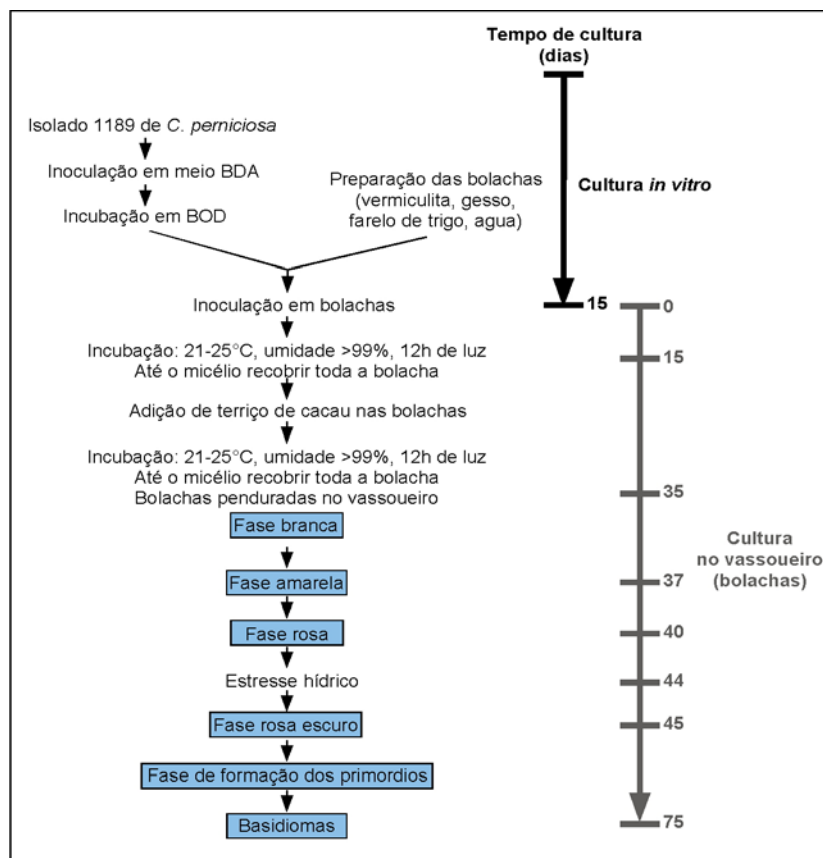 Tempo de cultura
(dias)
Isolado 1189 de C. perniciosa
Inoculação em meio BDA
Incubação em BOD
Preparação das bolachas
(vermiculita, gesso,
farelo de trigo, agua)
Cultura in vitro
Inoculação em bolachas
15
0
Incubação: 21-25°C, umidade >99%, 12h de luz
Até o micélio recobrir toda a bolacha
15
Adição de terriço de cacau nas bolachas
Incubação: 21-25°C, umidade >99%, 12h de luz
Até o micélio recobrir toda a bolacha
Bolachas penduradas no vassoueiro
35
Fase branca
Cultura
no vassoueiro
(bolachas)
Fase amarela
37
Fase rosa
40
Estresse hídrico
44
Fase rosa escuro
45
Fase de formação dos primordios
Basidiomas
75